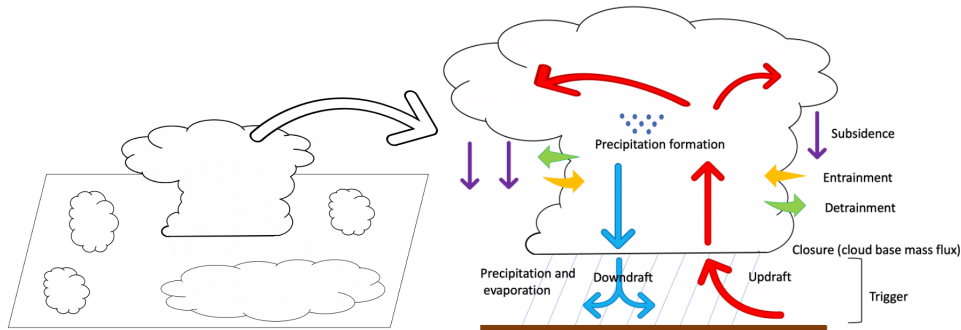 Precipitation formation
Subsidence
Entrainment
Detrainment
Closure (cloud base mass flux)
Precipitation and
evaporation
Downdraft
Updraft
Trigger